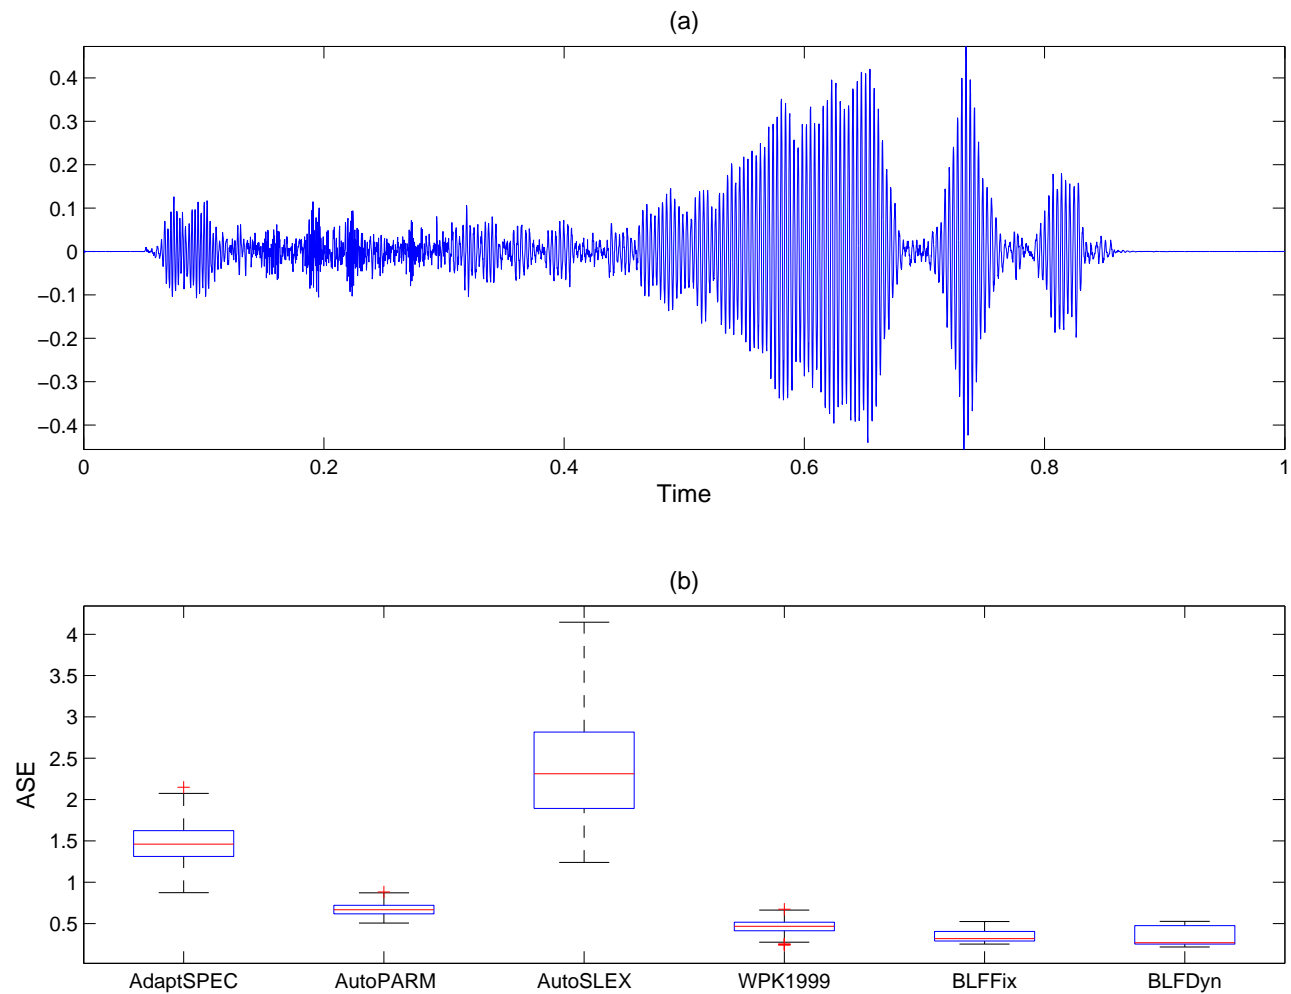 (a)
0.4
0.3
0.2
0.1
0
−0.1
−0.2
−0.3
−0.4
0 0.2 0.4 0.6 0.8 1
Time
(b)
4
3.5
3
2.5
2
1.5
1
0.5
ASE
AdaptSPEC AutoPARM AutoSLEX WPK1999 BLFFix BLFDyn